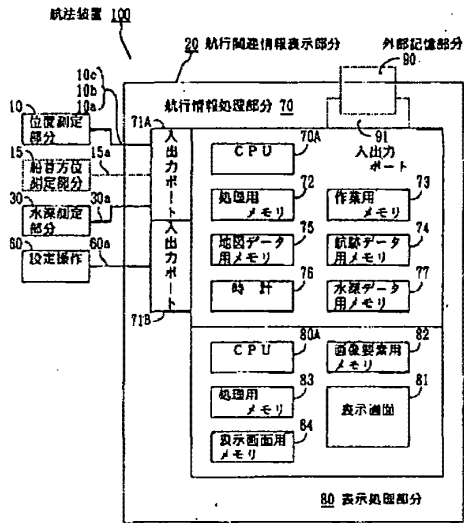 航法装置 100
20 航行関連情報表示部分
外部記憶部分
90
10c
10b
10a
10
位置測定
部分
15
船首方位
測定部分
15a
30
水深測定
部分
30a
60
設定操作
60a
71A
入出力ポート
入出力ポート
71B
航行情報処理部分 70
91
入出力
ポート
CPU
70A
処理用
メモリ
72
作業用
メモリ
73
地図データ
用メモリ
75
航跡データ
用メモリ
74
時計
76
水深データ
用メモリ
77
CPU
80A
画像要素用
メモリ
82
処理用
メモリ
83
表示画面
81
表示画面用
メモリ
84
80 表示処理部分